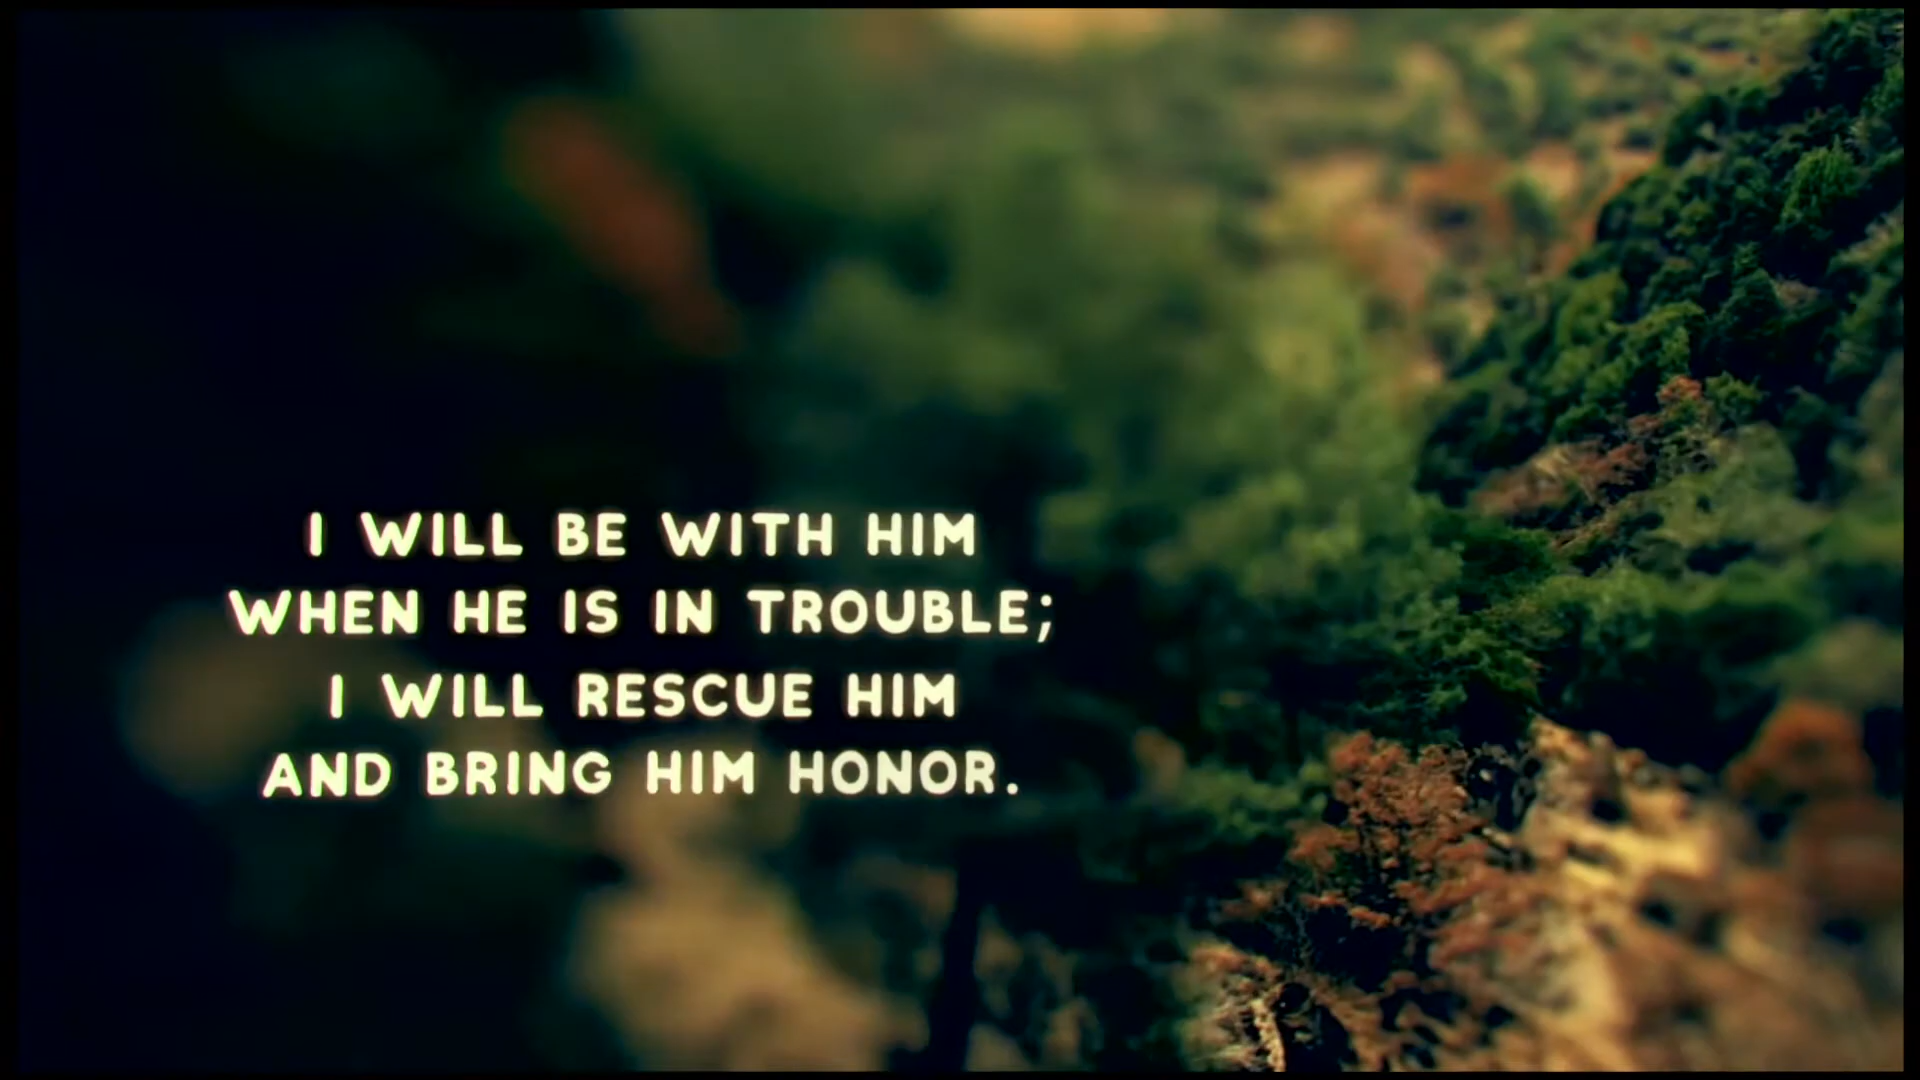 I WILL BE WITH HIM
WHEN HE IS IN TROUBLE;
I WILL RESCUE HIM
AND BRING HIM HONOR.